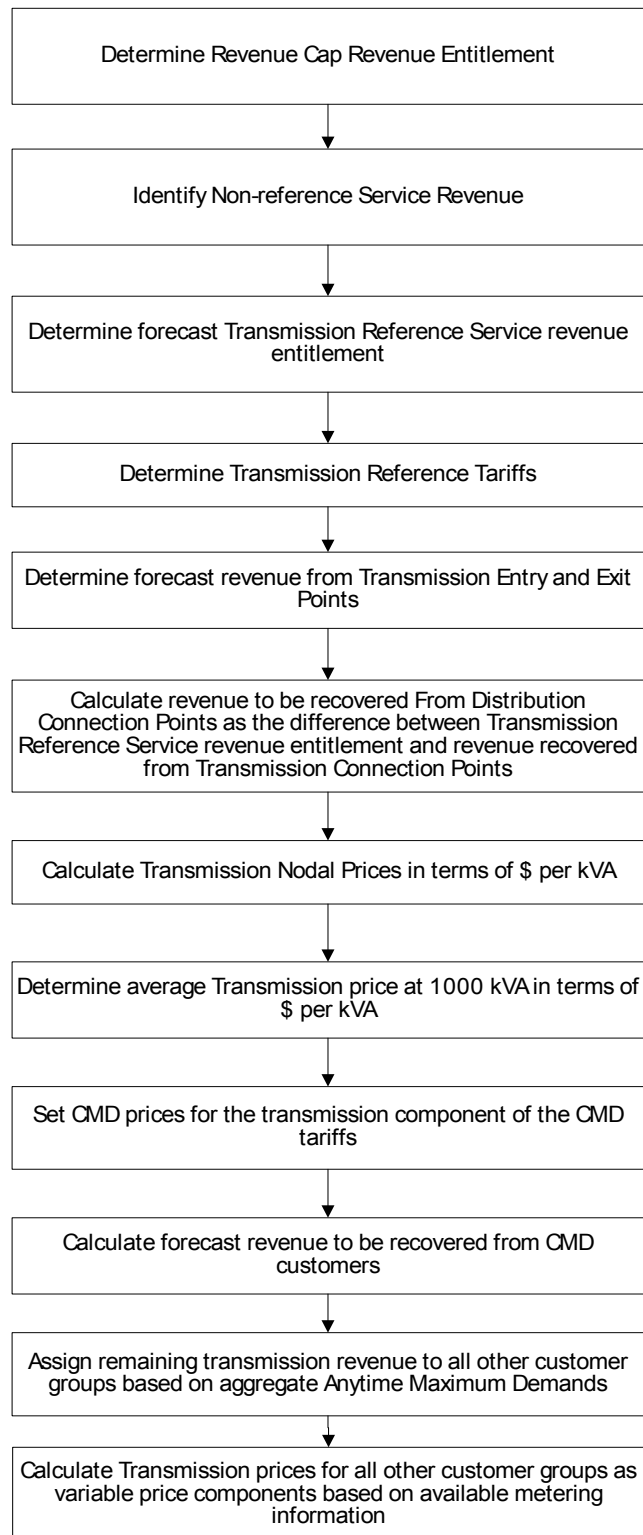 Determine Revenue Cap Revenue Entitlement
Identify Non-reference Service Revenue
Determine forecast Transmission Reference Service revenue
entitlement
Determine Transmission Reference Tariffs
Determine forecast revenue from Transmission Entry and Exit
Points
Calculate revenue to be recovered From Distribution
Connection Points as the difference between Transmission
Reference Service revenue entitlement and revenue recovered
from Transmission Connection Points
Calculate Transmission Nodal Prices in terms of $ per kVA
Determine average Transmission price at 1000 kVA in terms of
$ per kVA
Set CMD prices for the transmission component of the CMD
tariffs
Calculate forecast revenue to be recovered from CMD
customers
Assign remaining transmission revenue to all other customer
groups based on aggregate Anytime Maximum Demands
Calculate Transmission prices for all other customer groups as
variable price components based on available metering
information